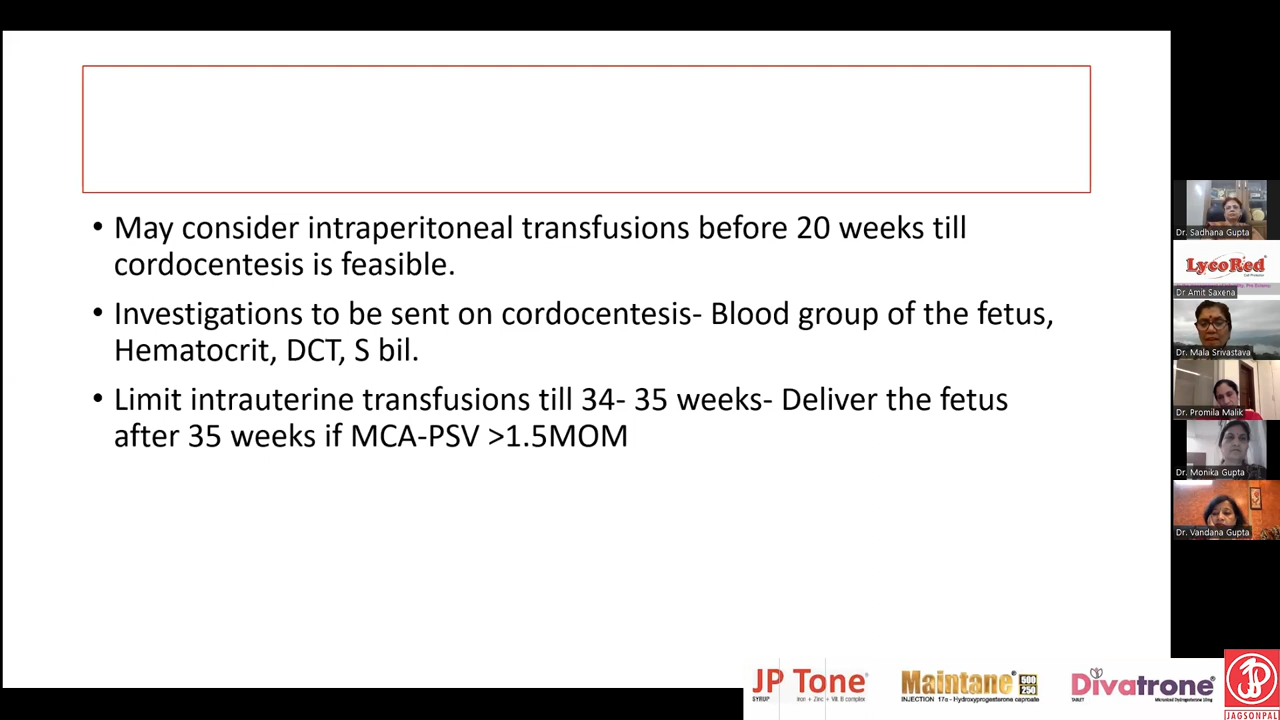 • May consider intraperitoneal transfusions before 20 weeks till
cordocentesis is feasible.
• Investigations to be sent on cordocentesis- Blood group of the fetus,
Hematocrit, DCT, S bil.
• Limit intrauterine transfusions till 34- 35 weeks- Deliver the fetus
after 35 weeks if MCA-PSV >1.5MOM
Dr. Sadhana Gupta
LycoRed
Dr Amit Saxena
Dr. Mala Srivastava
Dr. Promila Malik
Dr. Monika Gupta
Dr. Vandana Gupta
JP Tone
SYRUP Iron + Zinc + Vit. B complex
Maintane 500 250
INJECTION 17α - Hydroxyprogesterone caproate
Divatrone
TABLET
JAGSONPAL